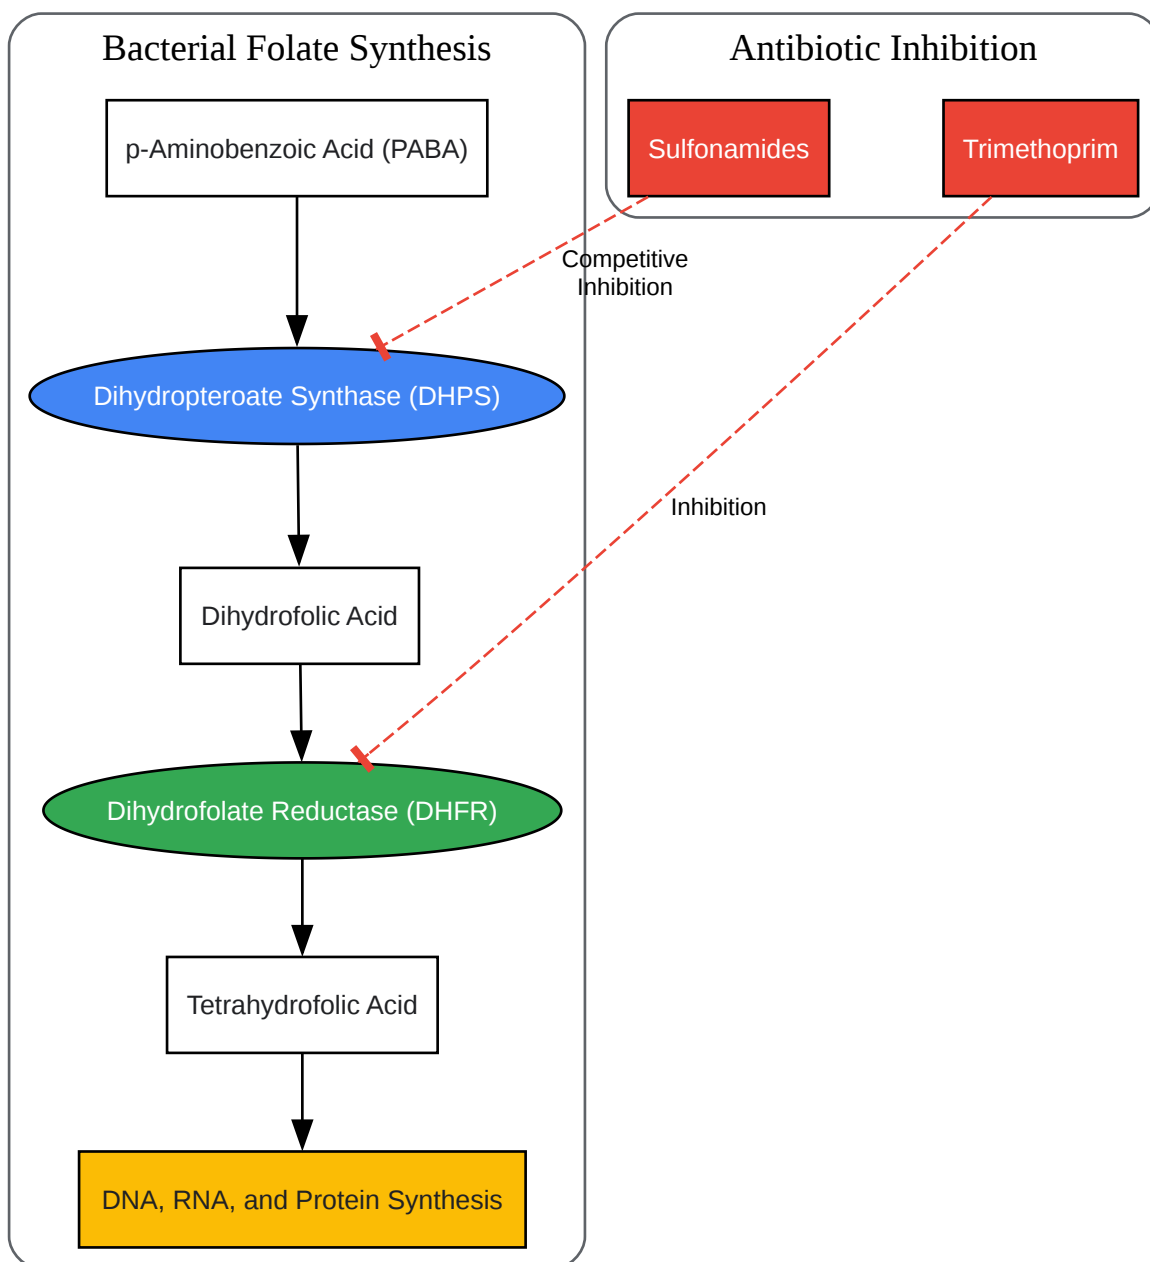 Bacterial Folate Synthesis
Antibiotic Inhibition
p-Aminobenzoic Acid (PABA)
Sulfonamides
Trimethoprim
Competitive
Inhibition
Dihydropteroate Synthase (DHPS)
Inhibition
Dihydrofolic Acid
Dihydrofolate Reductase (DHFR)
Tetrahydrofolic Acid
DNA, RNA, and Protein Synthesis